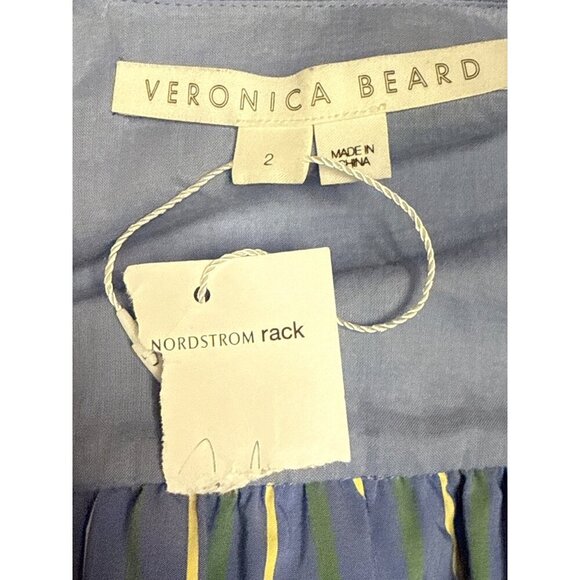 VERONICA BEARD
2
MADE IN
CHINA
NORDSTROM rack